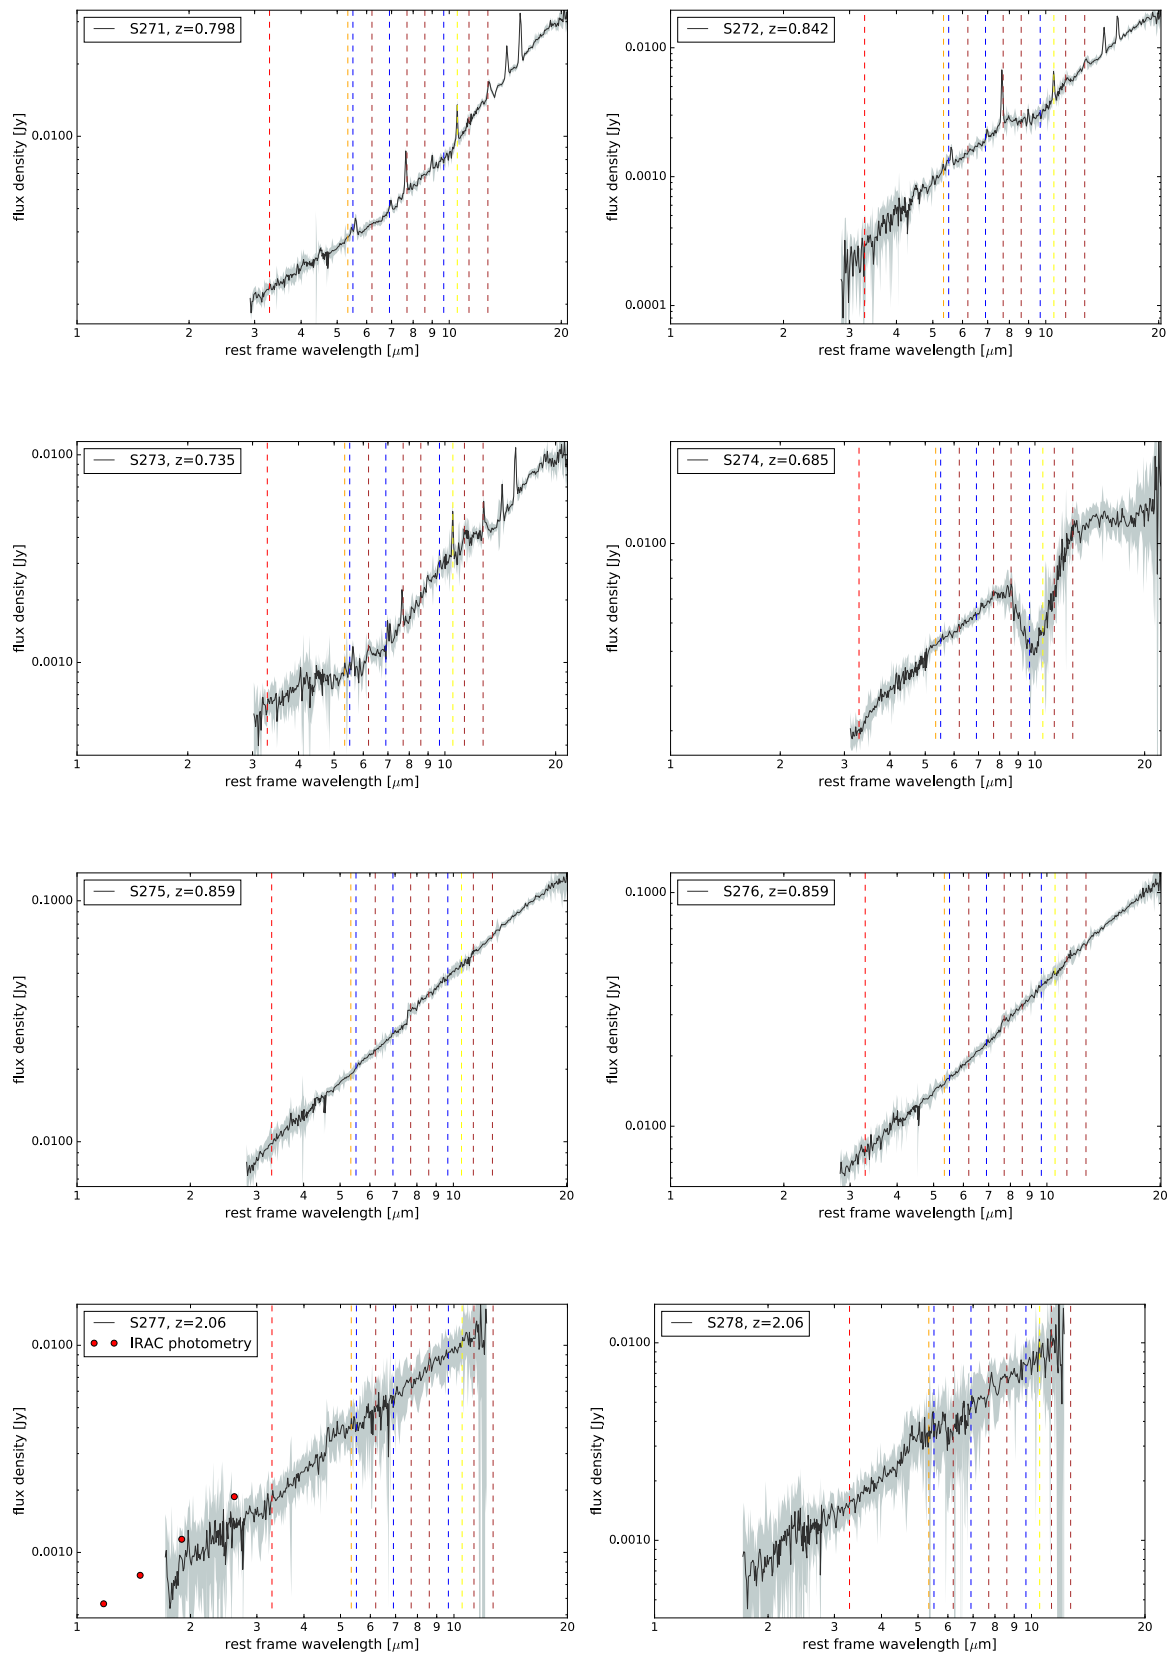 S271, z=0.798
0.0100
flux density [Jy]
1 2 3 4 5 6 7 8 9 10 20
rest frame wavelength [μm]
S272, z=0.842
0.0100
0.0010
0.0001
flux density [Jy]
1 2 3 4 5 6 7 8 9 10 20
rest frame wavelength [μm]
S273, z=0.735
0.0100
0.0010
flux density [Jy]
1 2 3 4 5 6 7 8 9 10 20
rest frame wavelength [μm]
S274, z=0.685
0.0100
flux density [Jy]
1 2 3 4 5 6 7 8 9 10 20
rest frame wavelength [μm]
S275, z=0.859
0.1000
0.0100
flux density [Jy]
1 2 3 4 5 6 7 8 9 10 20
rest frame wavelength [μm]
S276, z=0.859
0.1000
0.0100
flux density [Jy]
1 2 3 4 5 6 7 8 9 10 20
rest frame wavelength [μm]
S277, z=2.06
IRAC photometry
0.0100
0.0010
flux density [Jy]
1 2 3 4 5 6 7 8 9 10 20
rest frame wavelength [μm]
S278, z=2.06
0.0100
0.0010
flux density [Jy]
1 2 3 4 5 6 7 8 9 10 20
rest frame wavelength [μm]